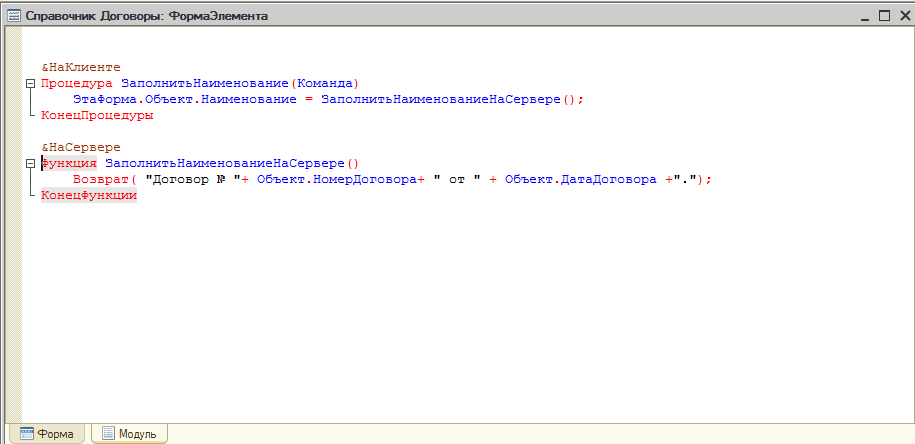 Справочник Договоры: ФормаЭлемента
&НаКлиенте
Процедура ЗаполнитьНаименование(Команда)
ЭтаФорма.Объект.Наименование = ЗаполнитьНаименованиеНаСервере();
КонецПроцедуры
&НаСервере
Функция ЗаполнитьНаименованиеНаСервере()
Возврат( "Договор № "+ Объект.НомерДоговора+ " от " + Объект.ДатаДоговора +".");
КонецФункции
Форма Модуль